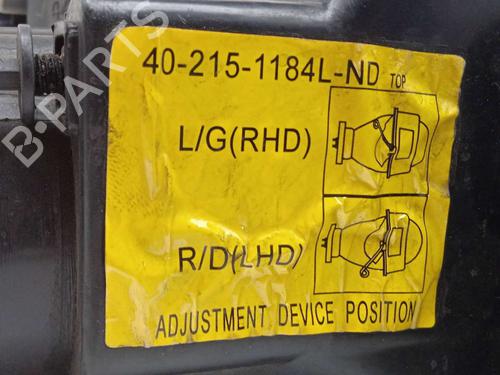 40-215-1184L-ND TOP
L/G(RHD)
R/D(LHD)
ADJUSTMENT DEVICE POSITION
B-PARTS